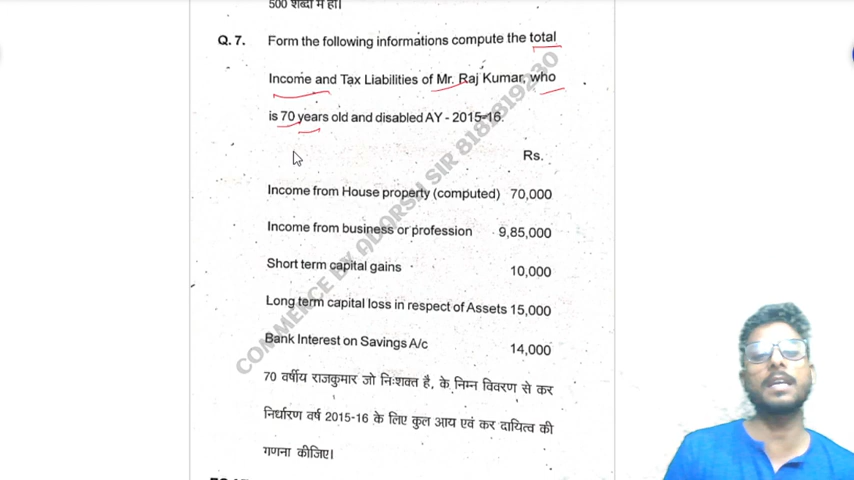 500 शब्दों में हो।
Q. 7. Form the following informations compute the total
Income and Tax Liabilities of Mr. Raj Kumar, who
is 70 years old and disabled AY - 2015-16.
Rs.
Income from House property (computed) 70,000
Income from business or profession 9,85,000
Short term capital gains 10,000
Long term capital loss in respect of Assets 15,000
Bank Interest on Savings A/c 14,000
70 वर्षीय राजकुमार जो निःशक्त है, के निम्न विवरण से कर
निर्धारण वर्ष 2015-16 के लिए कुल आय एवं कर दायित्व की
गणना कीजिए।
COMMERCE BY ADARSH SIR 8181819230